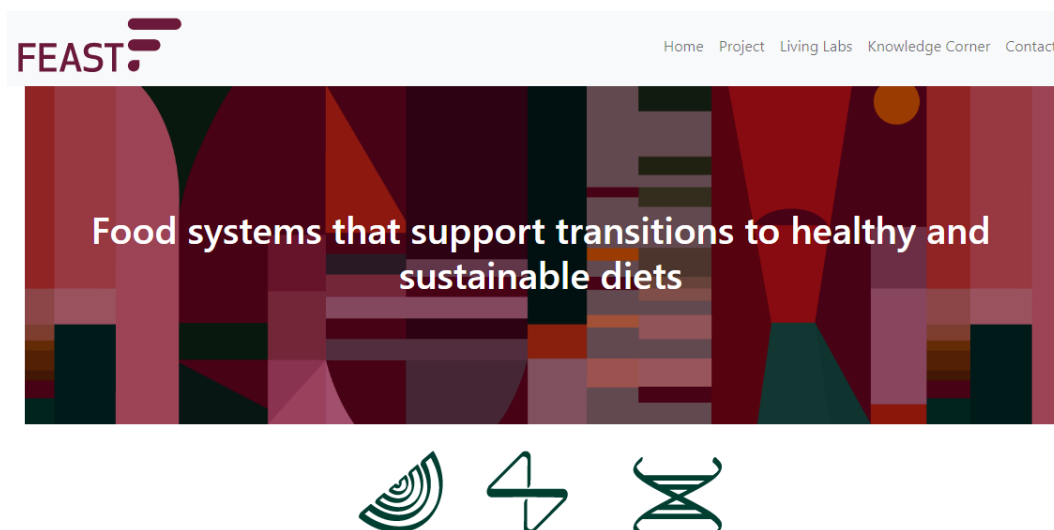 FEAST
Home Project Living Labs Knowledge Corner Contact
Food systems that support transitions to healthy and
sustainable diets